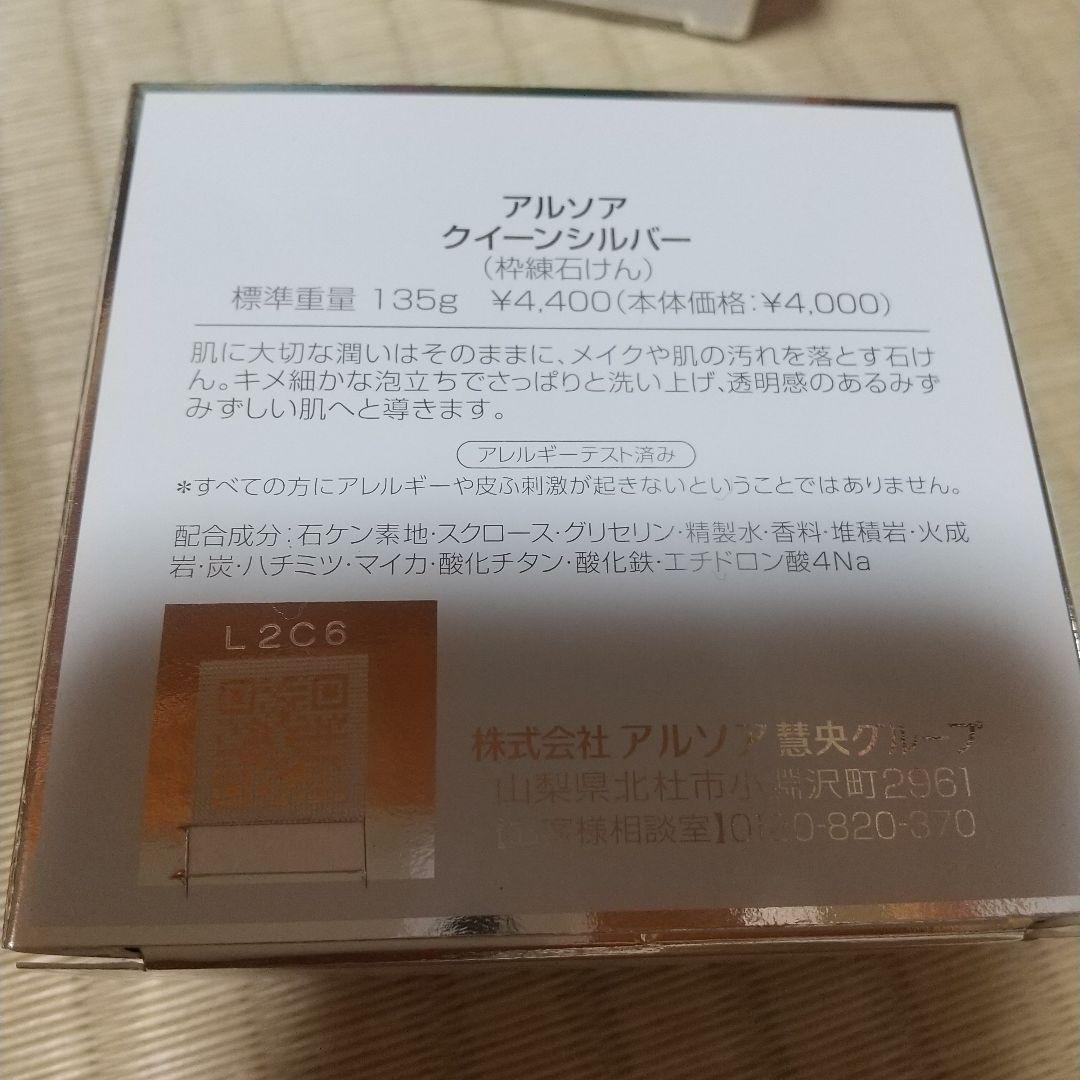 アルソア
クイーンシルバー
(枠練石けん)
標準重量 135g ¥4,400(本体価格:¥4,000)
肌に大切な潤いはそのままに、メイクや肌の汚れを落とす石け
ん。キメ細かな泡立ちでさっぱりと洗い上げ、透明感のあるみず
みずしい肌へと導きます。
アレルギーテスト済み
*すべての方にアレルギーや皮ふ刺激が起きないということではありません。
配合成分:石ケン素地・スクロース・グリセリン・精製水・香料・堆積岩・火成
岩・炭・ハチミツ・マイカ・酸化チタン・酸化鉄・エチドロン酸4Na
L2C6
株式会社 アルソア 慧央グループ
山梨県北杜市小淵沢町2961
客様相談室】 0-820-370